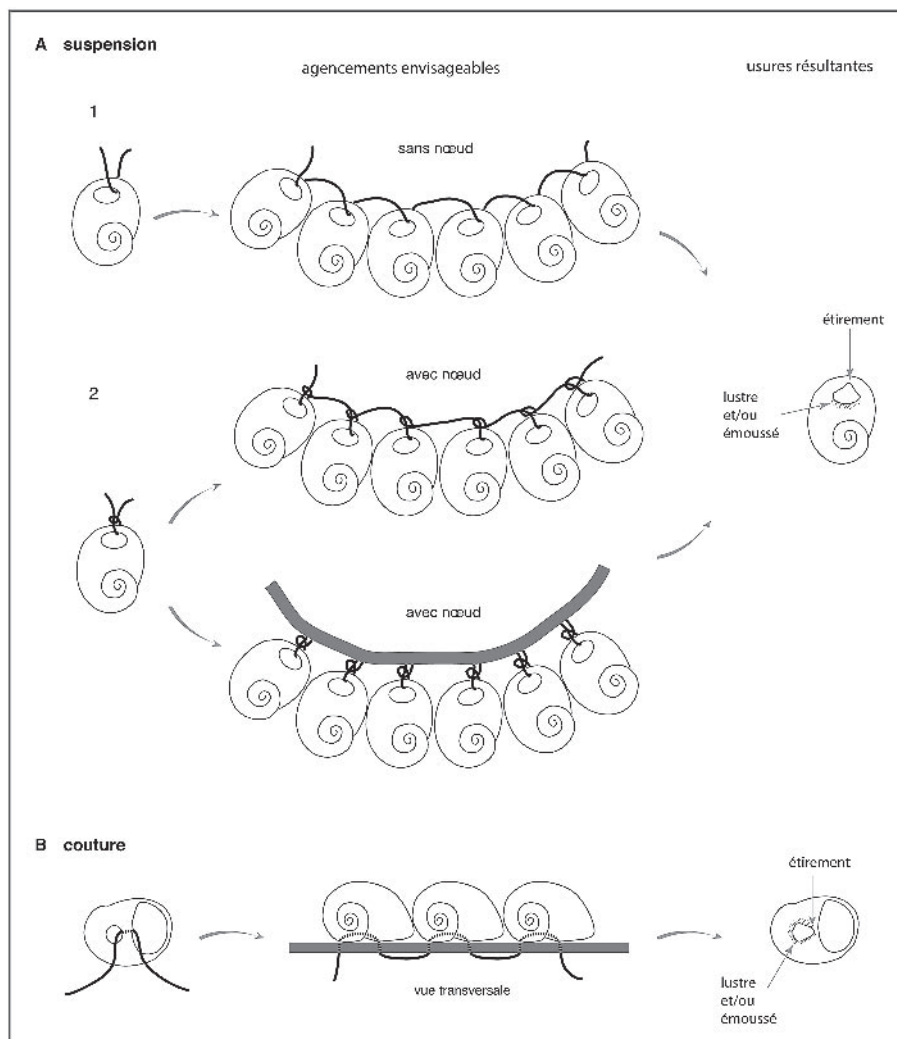 A suspension
agencements envisageables
usures résultantes
1
sans nœud
étirement
avec nœud
2
lustre
et/ou
émoussé
avec nœud
B couture
étirement
vue transversale
lustre
et/ou
émoussé